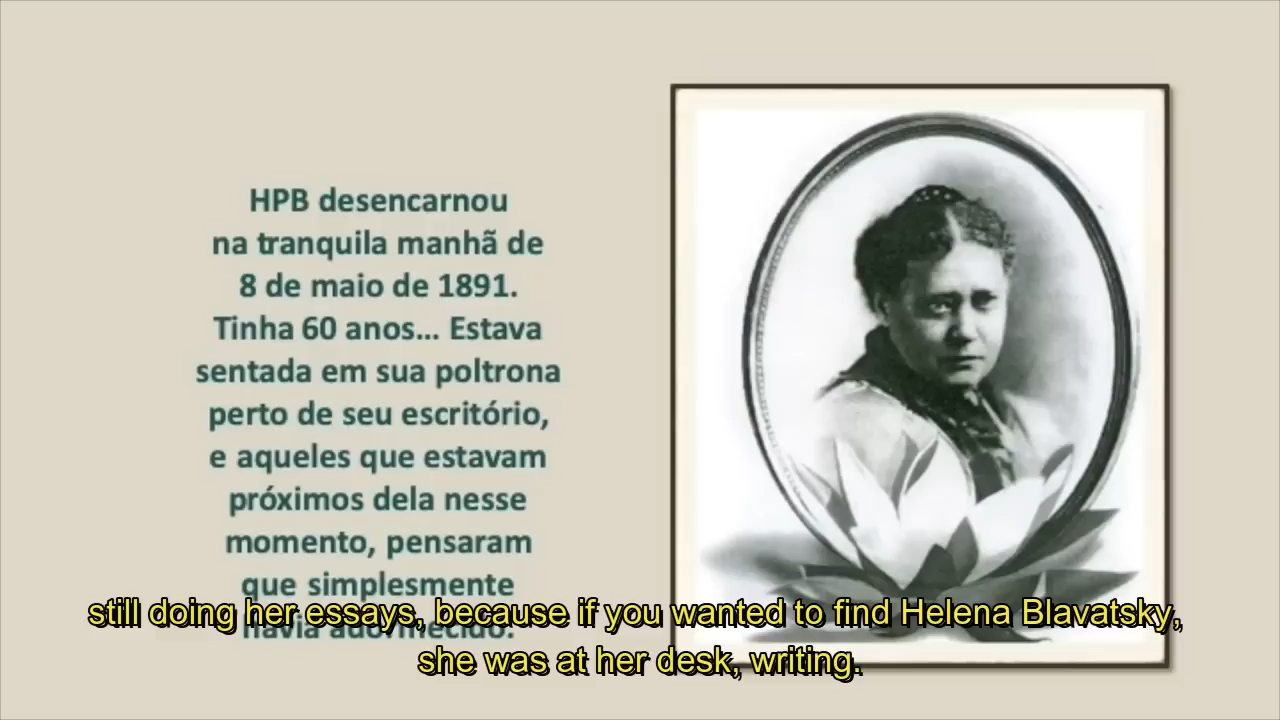 HPB desencarnou
na tranquila manhã de
8 de maio de 1891.
Tinha 60 anos... Estava
sentada em sua poltrona
perto de seu escritório,
e aqueles que estavam
próximos dela nesse
momento, pensaram
que simplesmente
havia adormecido.
still doing her essays, because if you wanted to find Helena Blavatsky,
she was at her desk, writing.